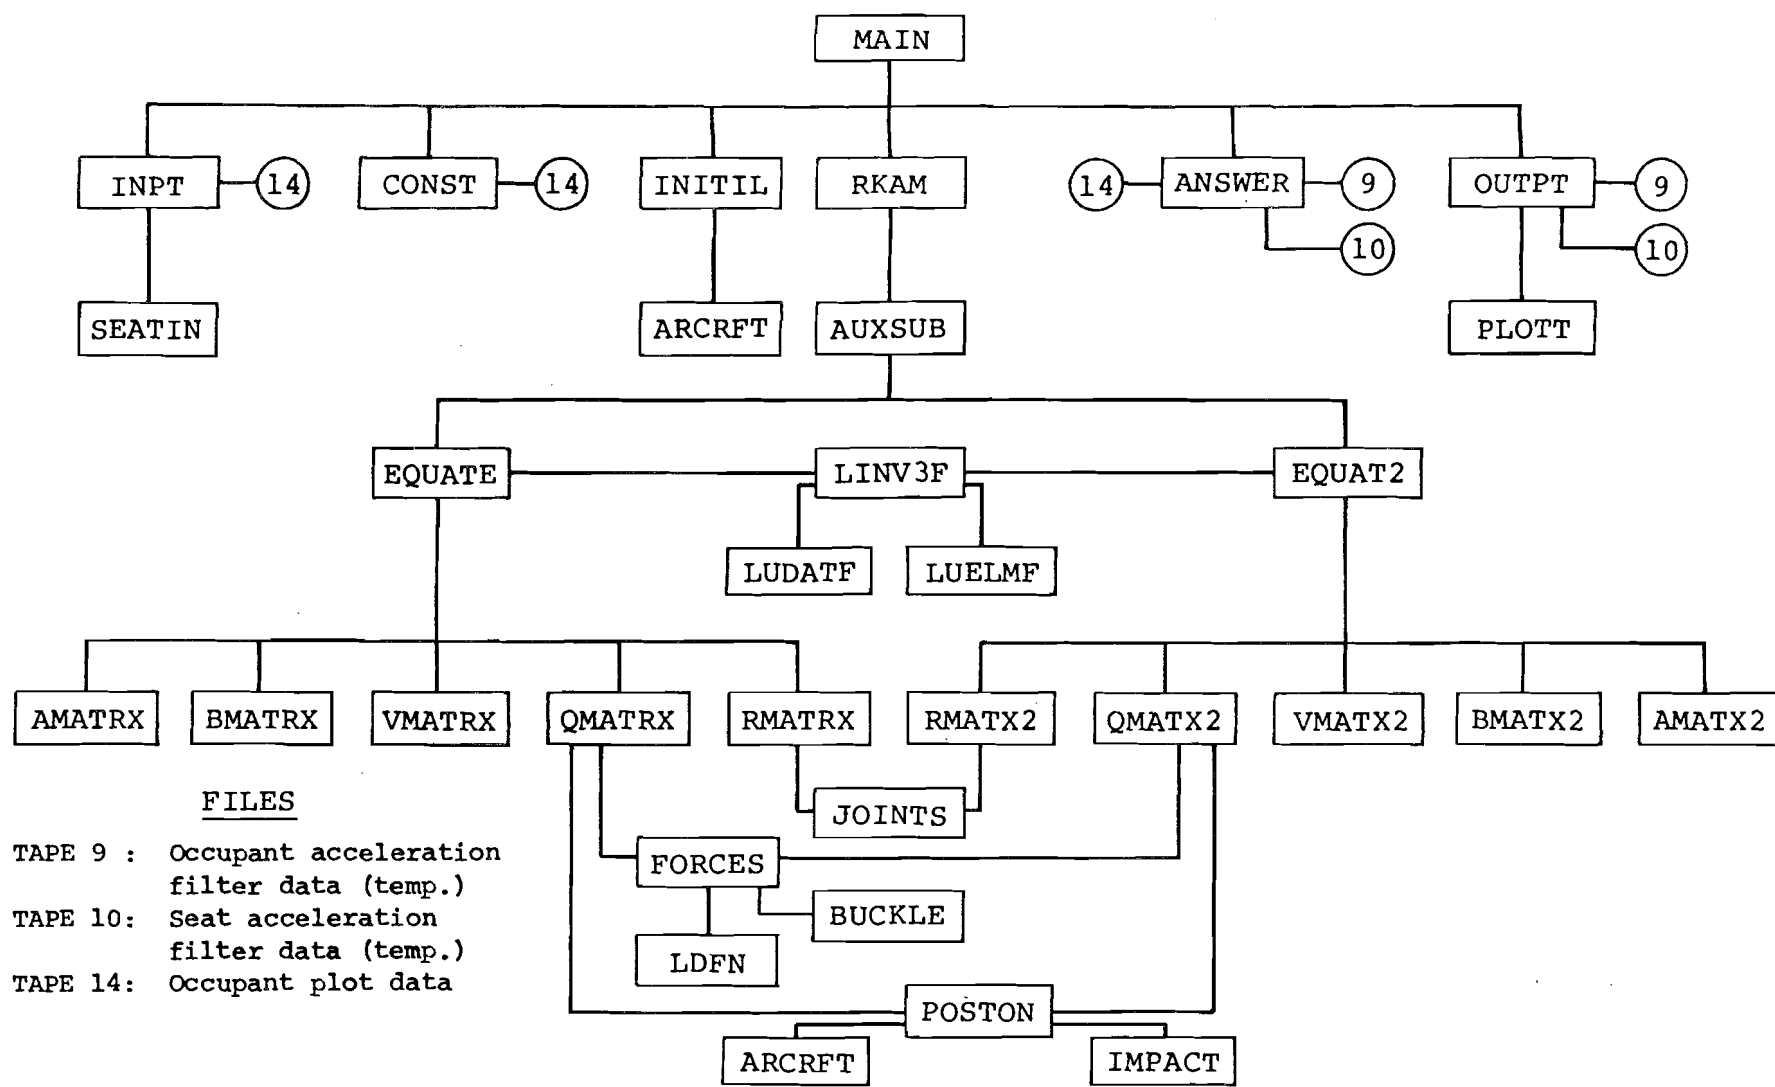 MAIN
INPT
14
CONST
14
INITIL
RKAM
14
ANSWER
9
10
OUTPT
9
10
SEATIN
ARCRFT
AUXSUB
PLOTT
EQUATE
LINV3F
EQUAT2
LUDATF
LUELMF
AMATRX
BMATRX
VMATRX
QMATRX
RMATRX
RMATX2
QMATX2
VMATX2
BMATX2
AMATX2
JOINTS
FORCES
BUCKLE
LDFN
POSTON
ARCRFT
IMPACT
FILES
TAPE 9 : Occupant acceleration
filter data (temp.)
TAPE 10: Seat acceleration
filter data (temp.)
TAPE 14: Occupant plot data